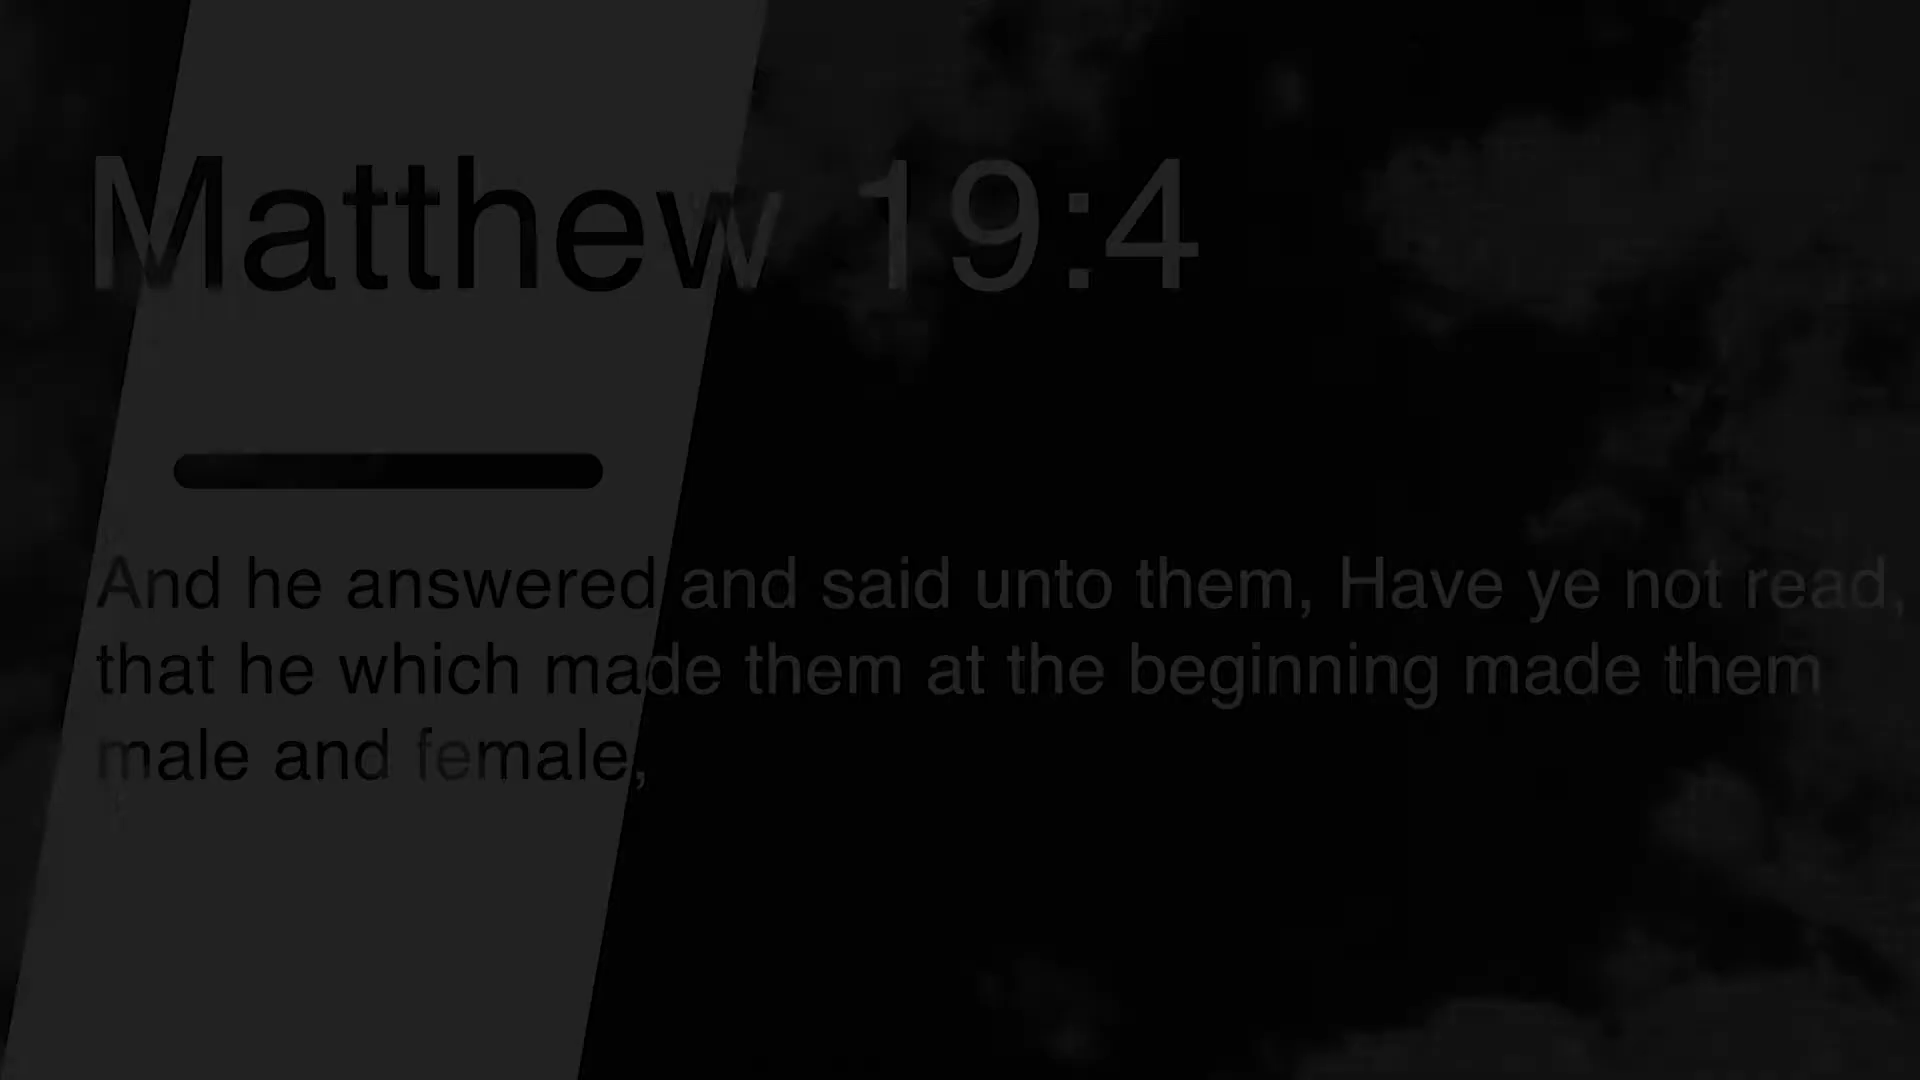 Matthew 19:4
And he answered and said unto them, Have ye not read,
that he which made them at the beginning made them
male and female,